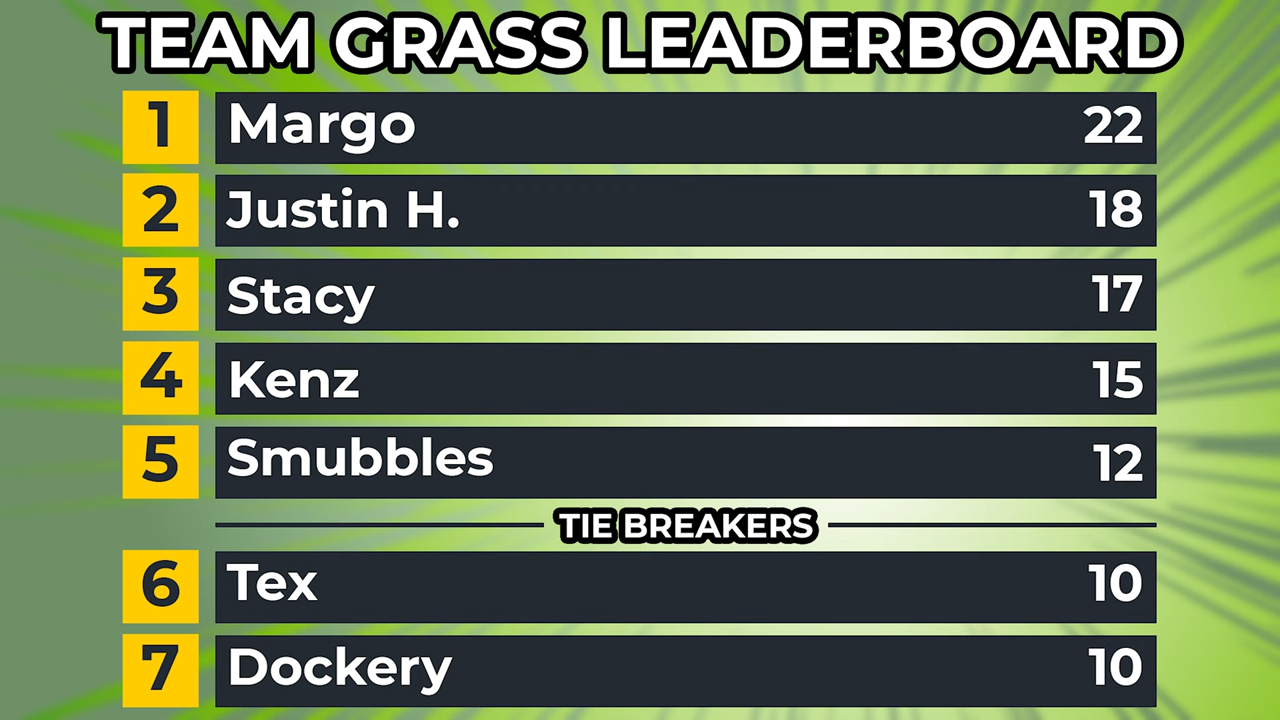 TEAM GRASS LEADERBOARD
1 Margo 22
2 Justin H. 18
3 Stacy 17
4 Kenz 15
5 Smubbles 12
TIE BREAKERS
6 Tex 10
7 Dockery 10